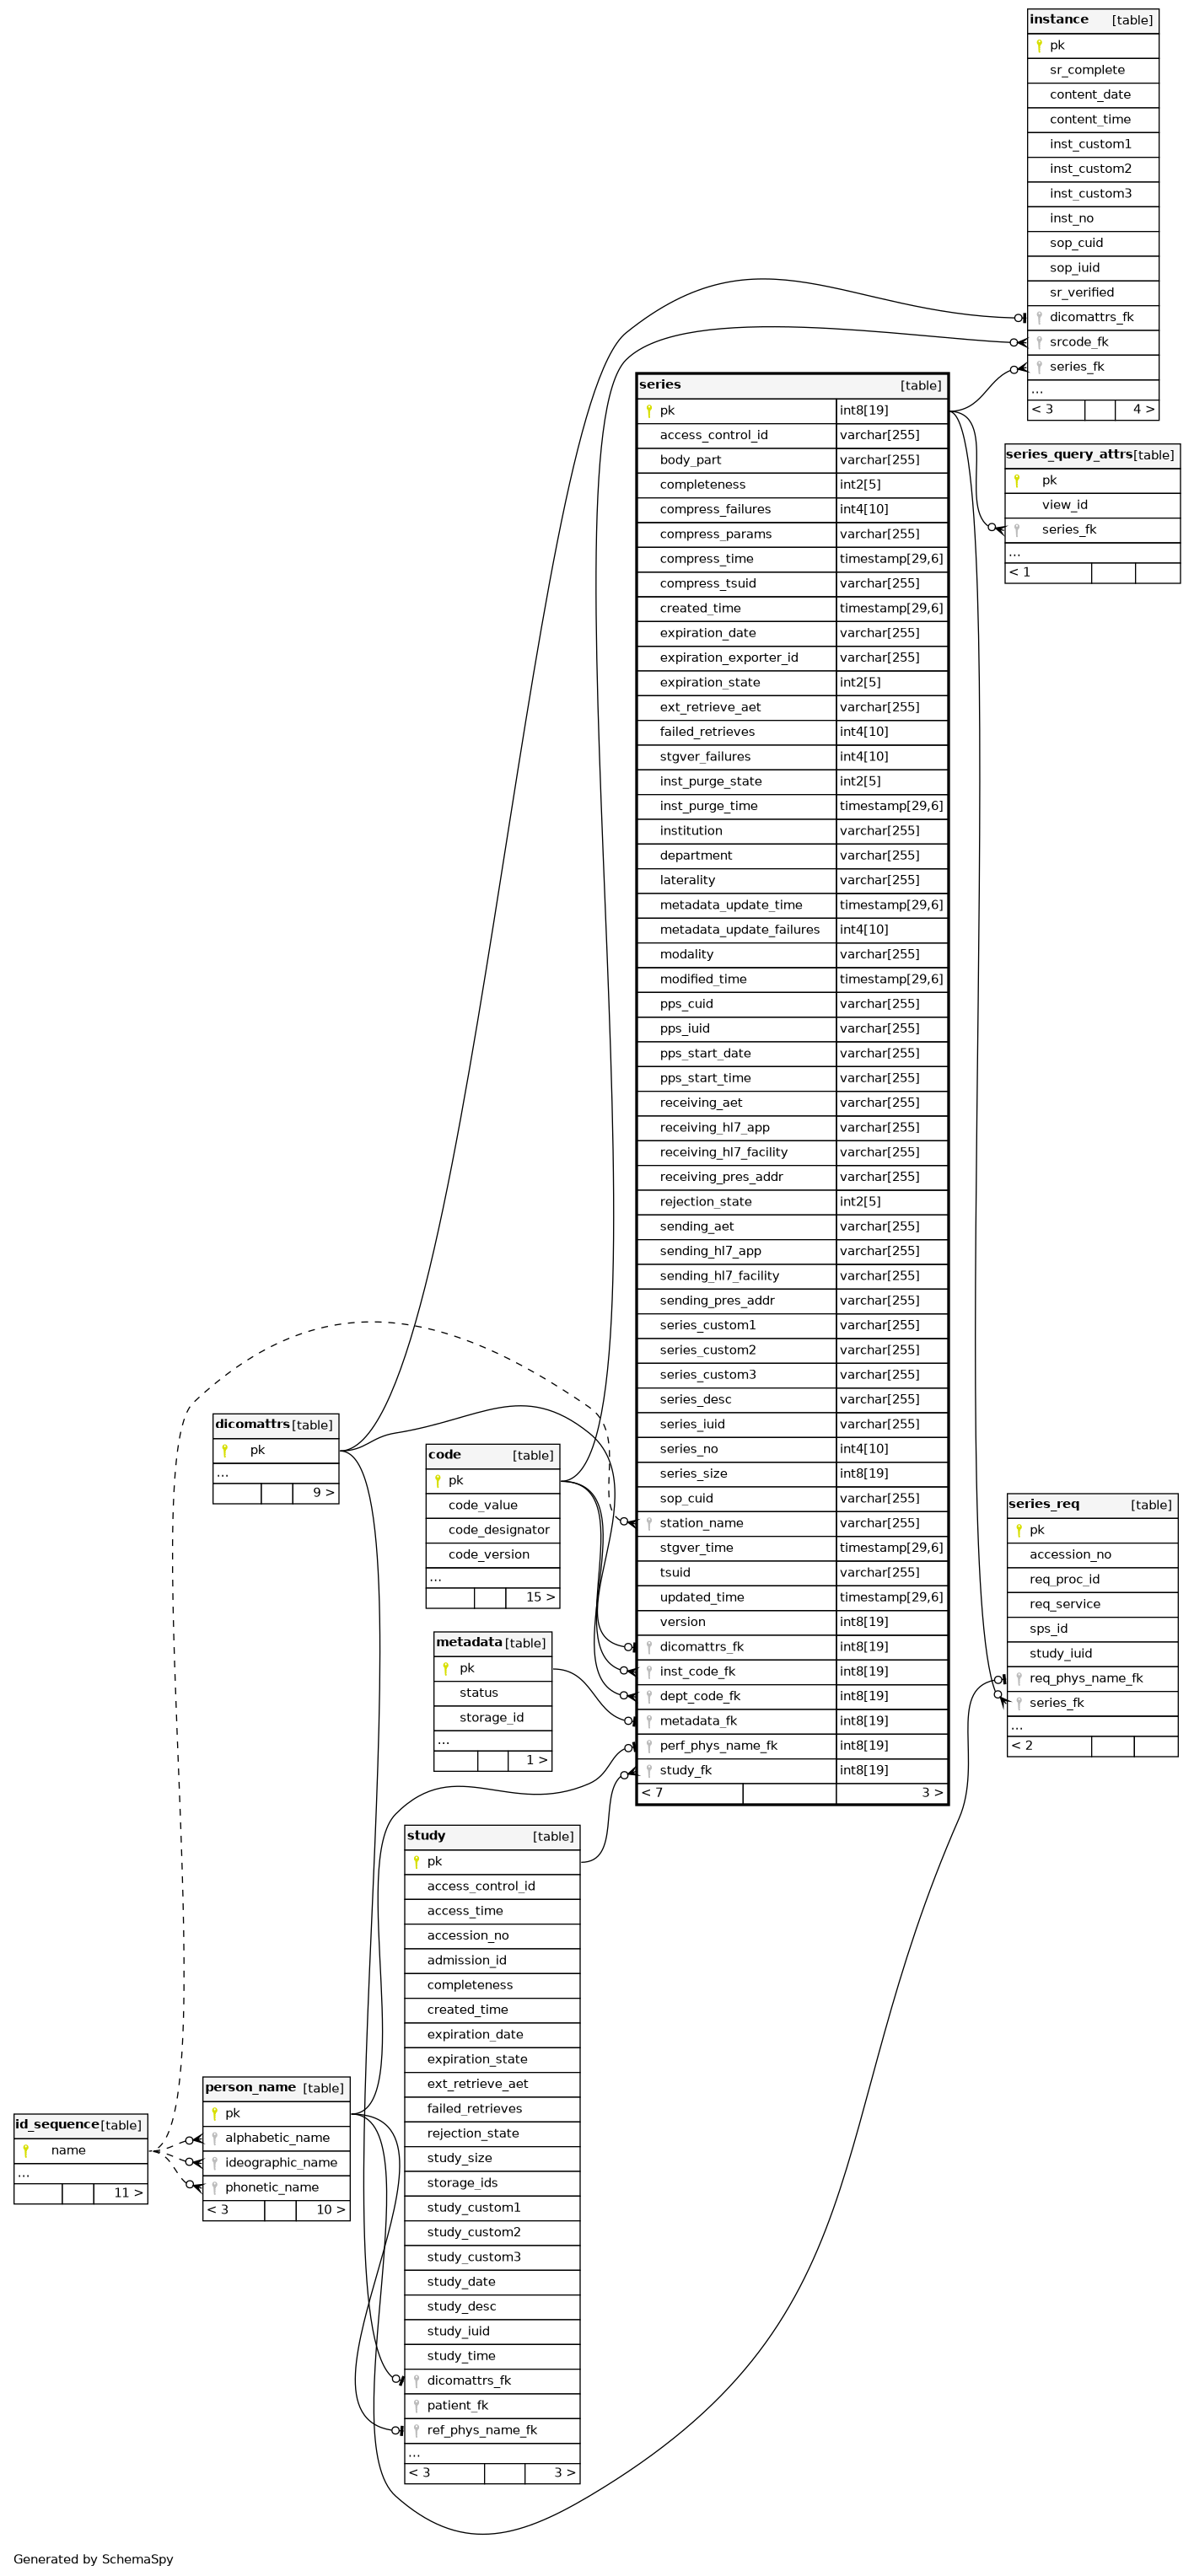 instance [table]
pk
sr_complete
content_date
content_time
inst_custom1
inst_custom2
inst_custom3
inst_no
sop_cuid
sop_iuid
sr_verified
dicomattrs_fk
srcode_fk
series_fk
...
< 3 4 >
series [table]
pk int8[19]
access_control_id varchar[255]
body_part varchar[255]
completeness int2[5]
compress_failures int4[10]
compress_params varchar[255]
compress_time timestamp[29,6]
compress_tsuid varchar[255]
created_time timestamp[29,6]
expiration_date varchar[255]
expiration_exporter_id varchar[255]
expiration_state int2[5]
ext_retrieve_aet varchar[255]
failed_retrieves int4[10]
stgver_failures int4[10]
inst_purge_state int2[5]
inst_purge_time timestamp[29,6]
institution varchar[255]
department varchar[255]
laterality varchar[255]
metadata_update_time timestamp[29,6]
metadata_update_failures int4[10]
modality varchar[255]
modified_time timestamp[29,6]
pps_cuid varchar[255]
pps_iuid varchar[255]
pps_start_date varchar[255]
pps_start_time varchar[255]
receiving_aet varchar[255]
receiving_hl7_app varchar[255]
receiving_hl7_facility varchar[255]
receiving_pres_addr varchar[255]
rejection_state int2[5]
sending_aet varchar[255]
sending_hl7_app varchar[255]
sending_hl7_facility varchar[255]
sending_pres_addr varchar[255]
series_custom1 varchar[255]
series_custom2 varchar[255]
series_custom3 varchar[255]
series_desc varchar[255]
series_iuid varchar[255]
series_no int4[10]
series_size int8[19]
sop_cuid varchar[255]
station_name varchar[255]
stgver_time timestamp[29,6]
tsuid varchar[255]
updated_time timestamp[29,6]
version int8[19]
dicomattrs_fk int8[19]
inst_code_fk int8[19]
dept_code_fk int8[19]
metadata_fk int8[19]
perf_phys_name_fk int8[19]
study_fk int8[19]
< 7 3 >
series_query_attrs [table]
pk
view_id
series_fk
...
< 1
dicomattrs [table]
pk
...
9 >
code [table]
pk
code_value
code_designator
code_version
...
15 >
series_req [table]
pk
accession_no
req_proc_id
req_service
sps_id
study_iuid
req_phys_name_fk
series_fk
...
< 2
metadata [table]
pk
status
storage_id
...
1 >
study [table]
pk
access_control_id
access_time
accession_no
admission_id
completeness
created_time
expiration_date
expiration_state
ext_retrieve_aet
failed_retrieves
rejection_state
study_size
storage_ids
study_custom1
study_custom2
study_custom3
study_date
study_desc
study_iuid
study_time
dicomattrs_fk
patient_fk
ref_phys_name_fk
...
< 3 3 >
person_name [table]
pk
alphabetic_name
ideographic_name
phonetic_name
< 3 10 >
id_sequence [table]
name
...
11 >
Generated by SchemaSpy